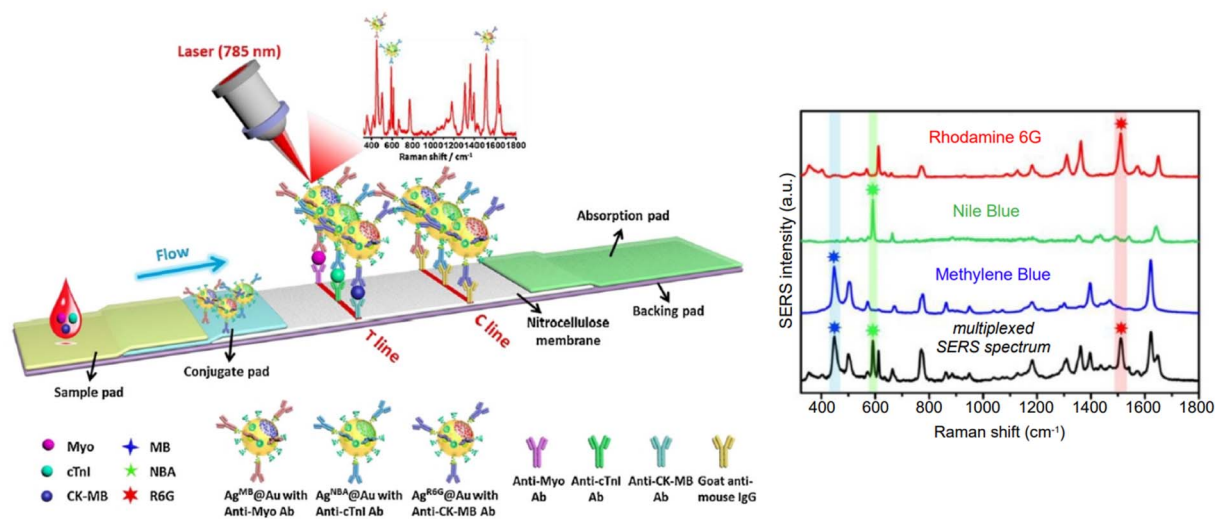 Laser (785 nm)
400 600 800 1000 1200 1400 1600 1800
Raman shift / cm⁻¹
Flow
Absorption pad
Backing pad
Nitrocellulose
membrane
C line
T line
Conjugate pad
Sample pad
Myo
MB
cTnI
NBA
CK-MB
R6G
Ag^MB@Au with
Anti-Myo Ab
Ag^NBA@Au with
Anti-cTnI Ab
Ag^R6G@Au with
Anti-CK-MB Ab
Anti-Myo
Ab
Anti-cTnI
Ab
Anti-CK-MB
Ab
Goat anti-
mouse IgG
SERS intensity (a.u.)
Rhodamine 6G
Nile Blue
Methylene Blue
multiplexed
SERS spectrum
400 600 800 1000 1200 1400 1600 1800
Raman shift (cm⁻¹)